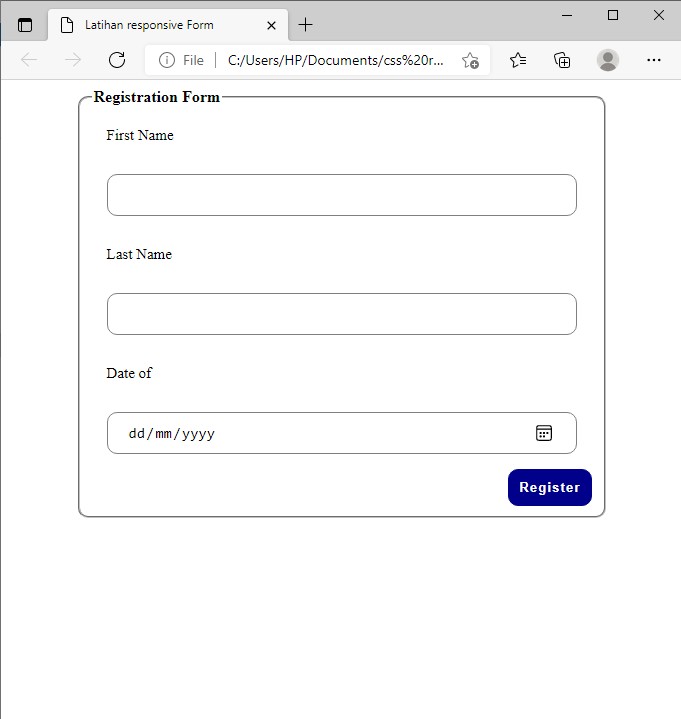 Latihan responsive Form
File
C:/Users/HP/Documents/css%20r...
Registration Form
First Name
Last Name
Date of
dd/mm/yyyy
Register